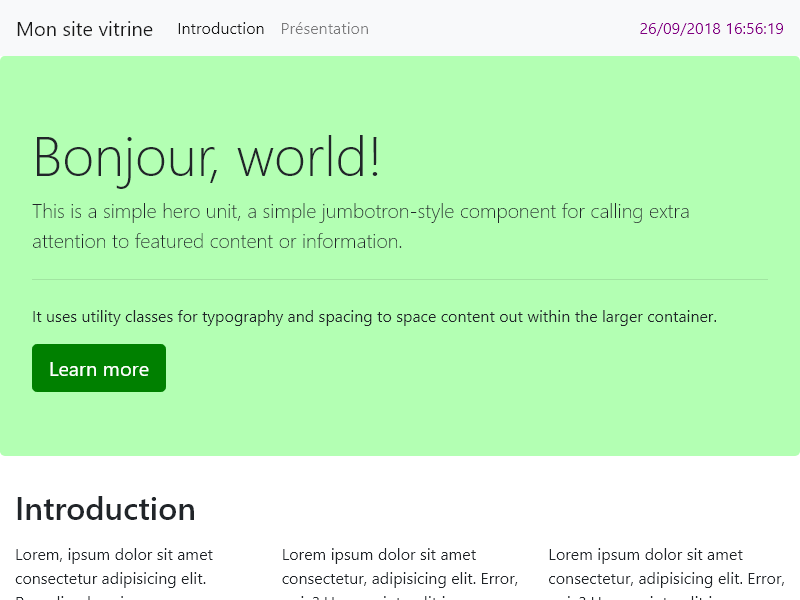 Mon site vitrine Introduction Présentation 26/09/2018 16:56:19
Bonjour, world!
This is a simple hero unit, a simple jumbotron-style component for calling extra
attention to featured content or information.
It uses utility classes for typography and spacing to space content out within the larger container.
Learn more
Introduction
Lorem, ipsum dolor sit amet
consectetur adipisicing elit.
Lorem ipsum dolor sit amet
consectetur, adipisicing elit. Error,
Lorem ipsum dolor sit amet
consectetur, adipisicing elit. Error,